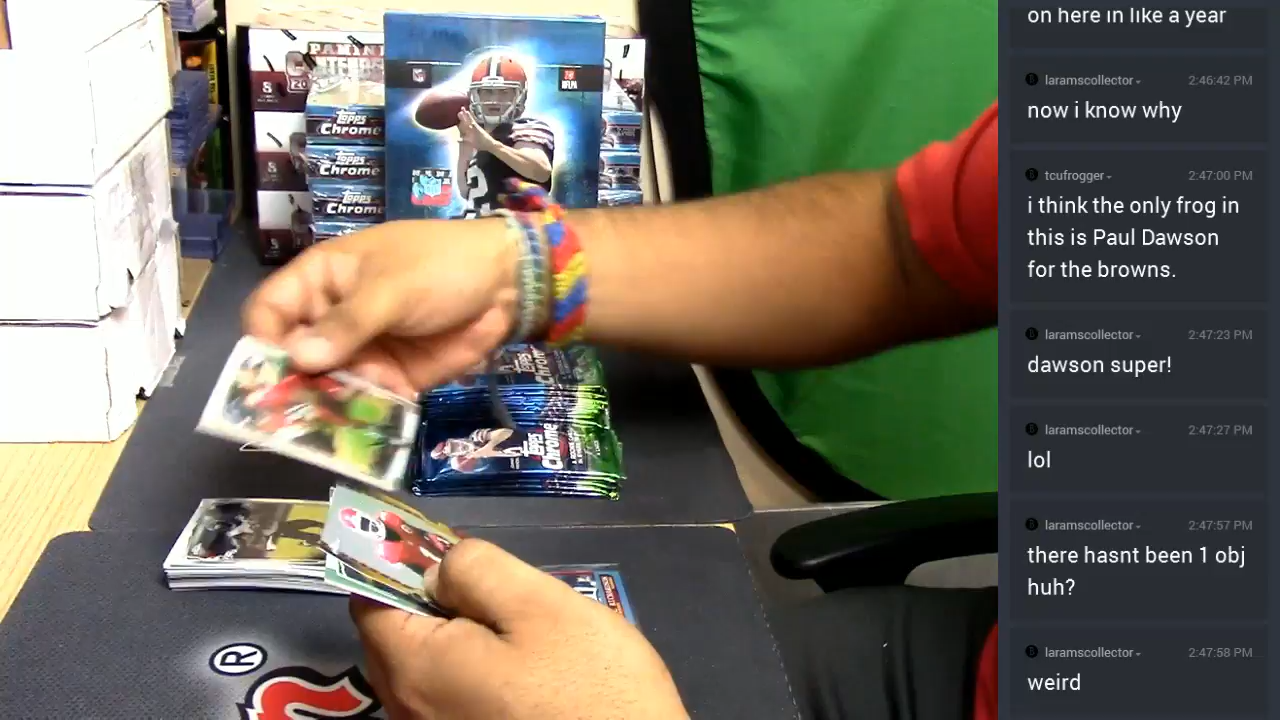 on here in like a year
laramscollector
2:46:42 PM
now i know why
tcufrogger
2:47:00 PM
i think the only frog in
this is Paul Dawson
for the browns.
laramscollector
2:47:23 PM
dawson super!
laramscollector
2:47:27 PM
lol
laramscollector
2:47:57 PM
there hasnt been 1 obj
huh?
laramscollector
2:47:58 PM
weird
PANINI
NFL
NFLPA
TOPPS
Chrome
TOPPS
Chrome
TOPPS
Chrome
2
Chrome
TOPPS
Chrome
®